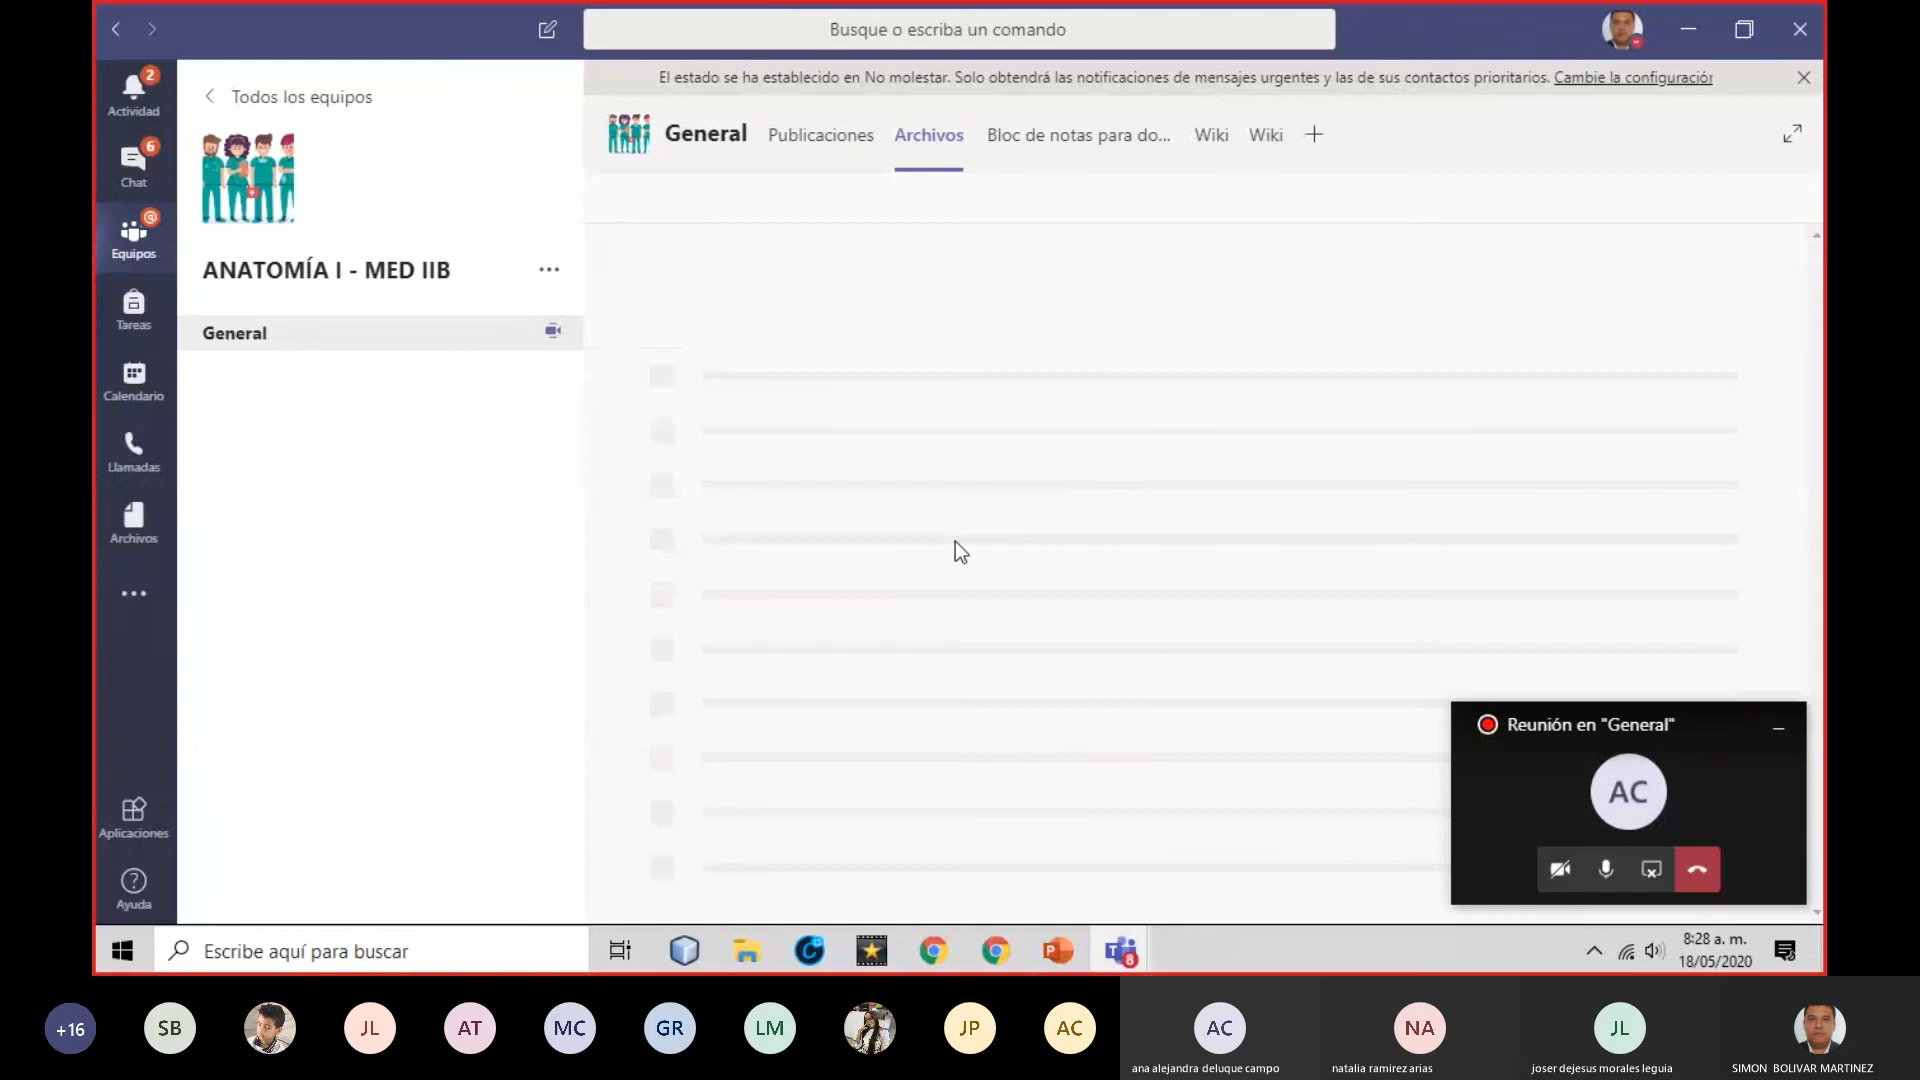 Busque o escriba un comando
El estado se ha establecido en No molestar. Solo obtendrá las notificaciones de mensajes urgentes y las de sus contactos prioritarios. Cambie la configuración
2
Actividad
6
Chat
@
Equipos
Tareas
Calendario
Llamadas
Archivos
Aplicaciones
Ayuda
Todos los equipos
ANATOMÍA I - MED IIB
General
General Publicaciones Archivos Bloc de notas para do... Wiki Wiki
Reunión en "General"
AC
Escribe aquí para buscar
8
8:28 a. m.
18/05/2020
+16 SB JL AT MC GR LM JP AC AC NA JL
ana alejandra deluque campo natalia ramirez arias joser dejesus morales leguia SIMON BOLIVAR MARTINEZ